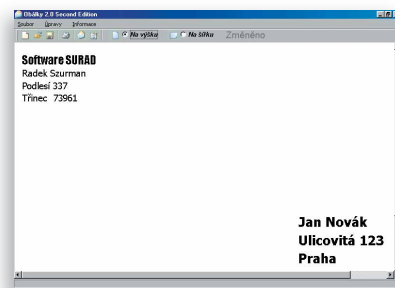 Obálky 2.0 Second Edition
Soubor Úpravy Informace
Na výšku Na šířku Změněno
Software SURAD
Radek Szurman
Podlesí 337
Třinec 73961
Jan Novák
Ulicovitá 123
Praha